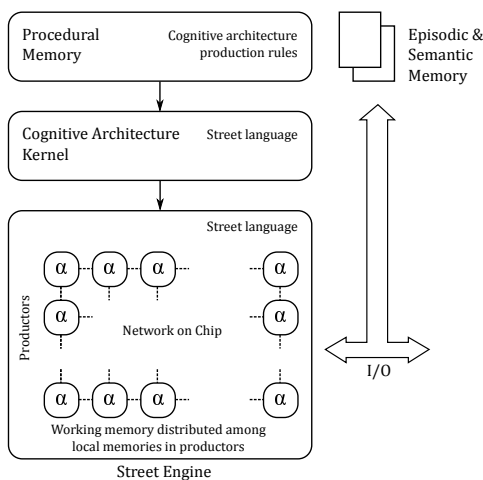 Procedural
Memory
Cognitive architecture
production rules
Episodic &
Semantic
Memory
Cognitive Architecture
Kernel
Street language
Street language
α α α α
Productors
α α
Network on Chip
α α α α
I/O
Working memory distributed among
local memories in productors
Street Engine